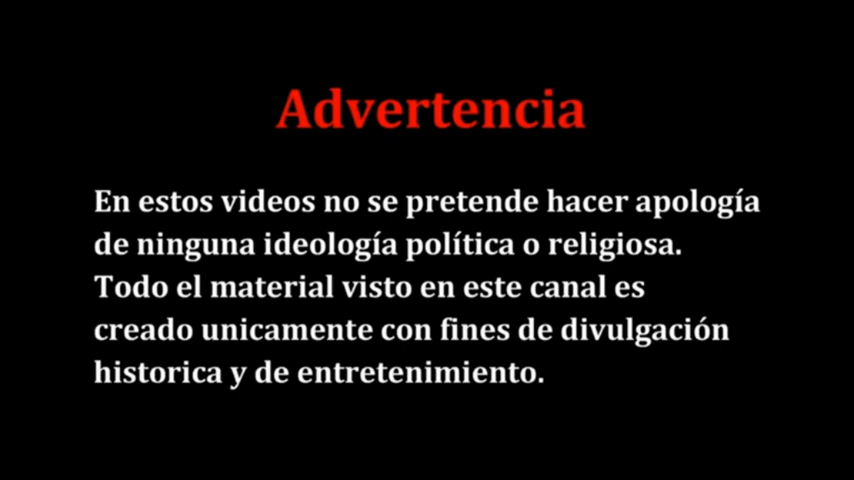 Advertencia
En estos videos no se pretende hacer apología
de ninguna ideología política o religiosa.
Todo el material visto en este canal es
creado unicamente con fines de divulgación
historica y de entretenimiento.